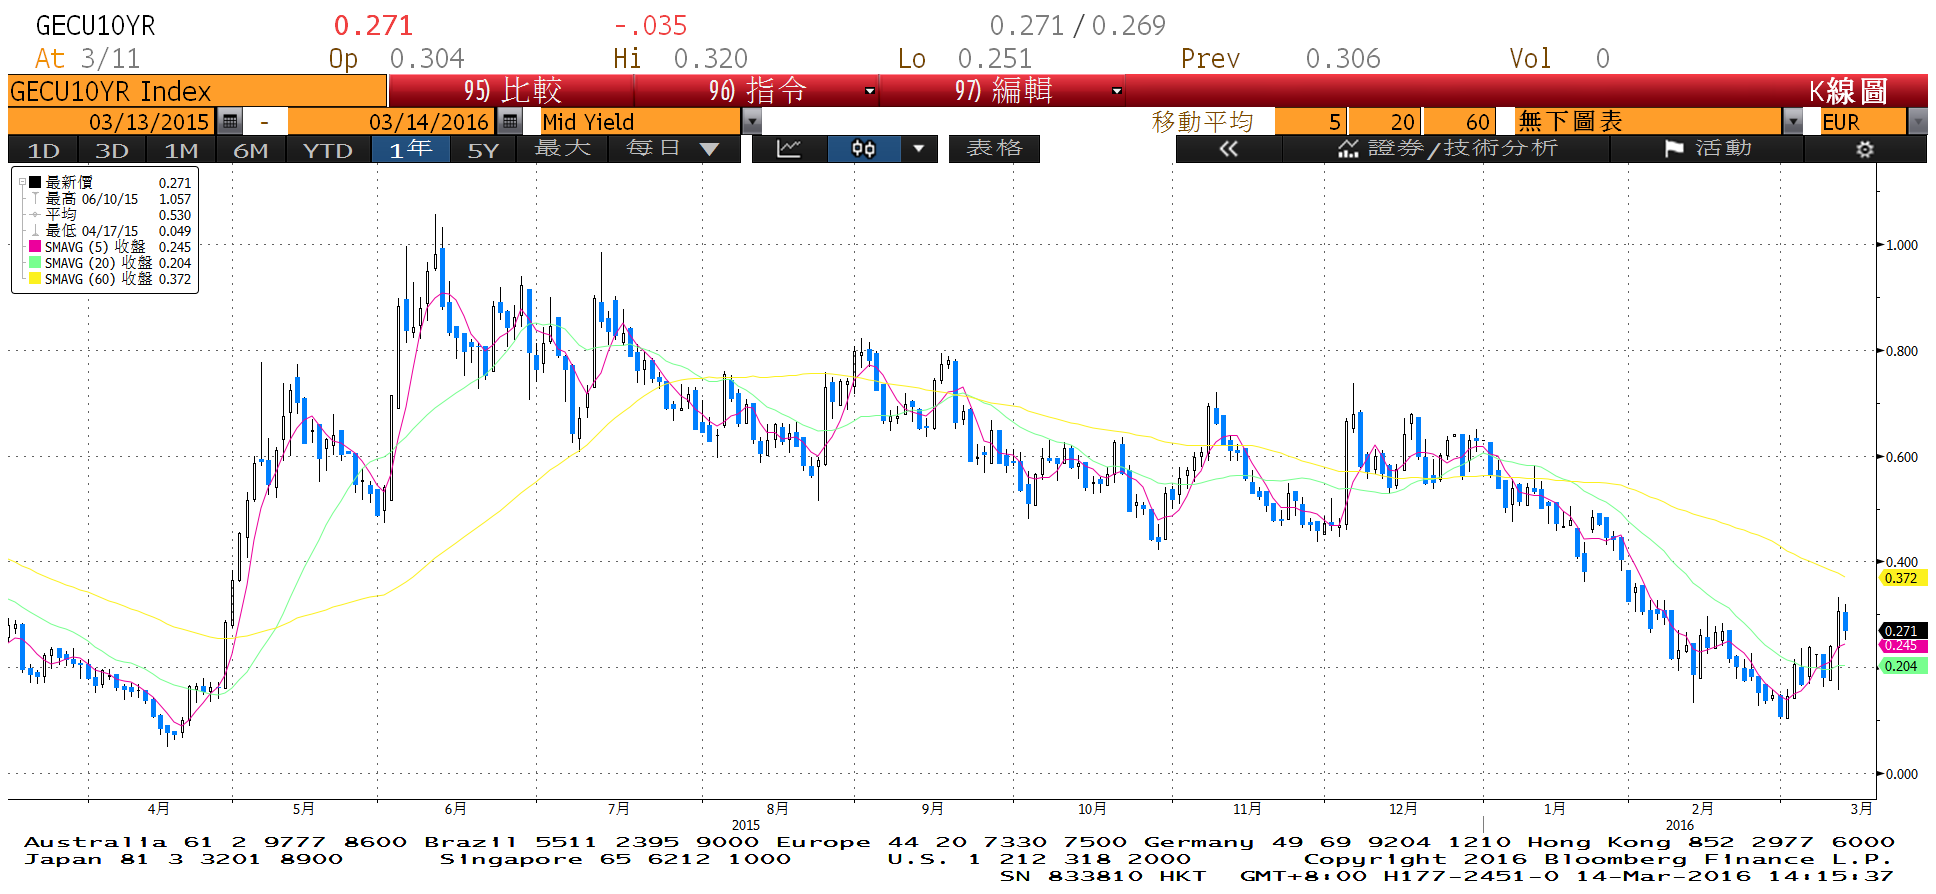 GECU10YR 0.271 -.035 0.271 / 0.269
At 3/11 Op 0.304 Hi 0.320 Lo 0.251 Prev 0.306 Vol 0
GECU10YR Index 95) 比較 96) 指令 97) 編輯 K線圖
03/13/2015 - 03/14/2016 Mid Yield 移動平均 5 20 60 無下圖表 EUR
1D 3D 1M 6M YTD 1年 5Y 最大 每日 表格 « 證券/技術分析 活動
最新價 0.271
最高 06/10/15 1.057
平均 0.530
最低 04/17/15 0.049
SMAVG (5) 收盤 0.245
SMAVG (20) 收盤 0.204
SMAVG (60) 收盤 0.372
1.000
0.800
0.600
0.400
0.372
0.271
0.245
0.204
0.000
4月 5月 6月 7月 8月 9月 10月 11月 12月 1月 2月 3月
2015 2016
Australia 61 2 9777 8600 Brazil 5511 2395 9000 Europe 44 20 7330 7500 Germany 49 69 9204 1210 Hong Kong 852 2977 6000
Japan 81 3 3201 8900 Singapore 65 6212 1000 U.S. 1 212 318 2000 Copyright 2016 Bloomberg Finance L.P.
SN 833810 HKT GMT+8:00 H177-2451-0 14-Mar-2016 14:15:37